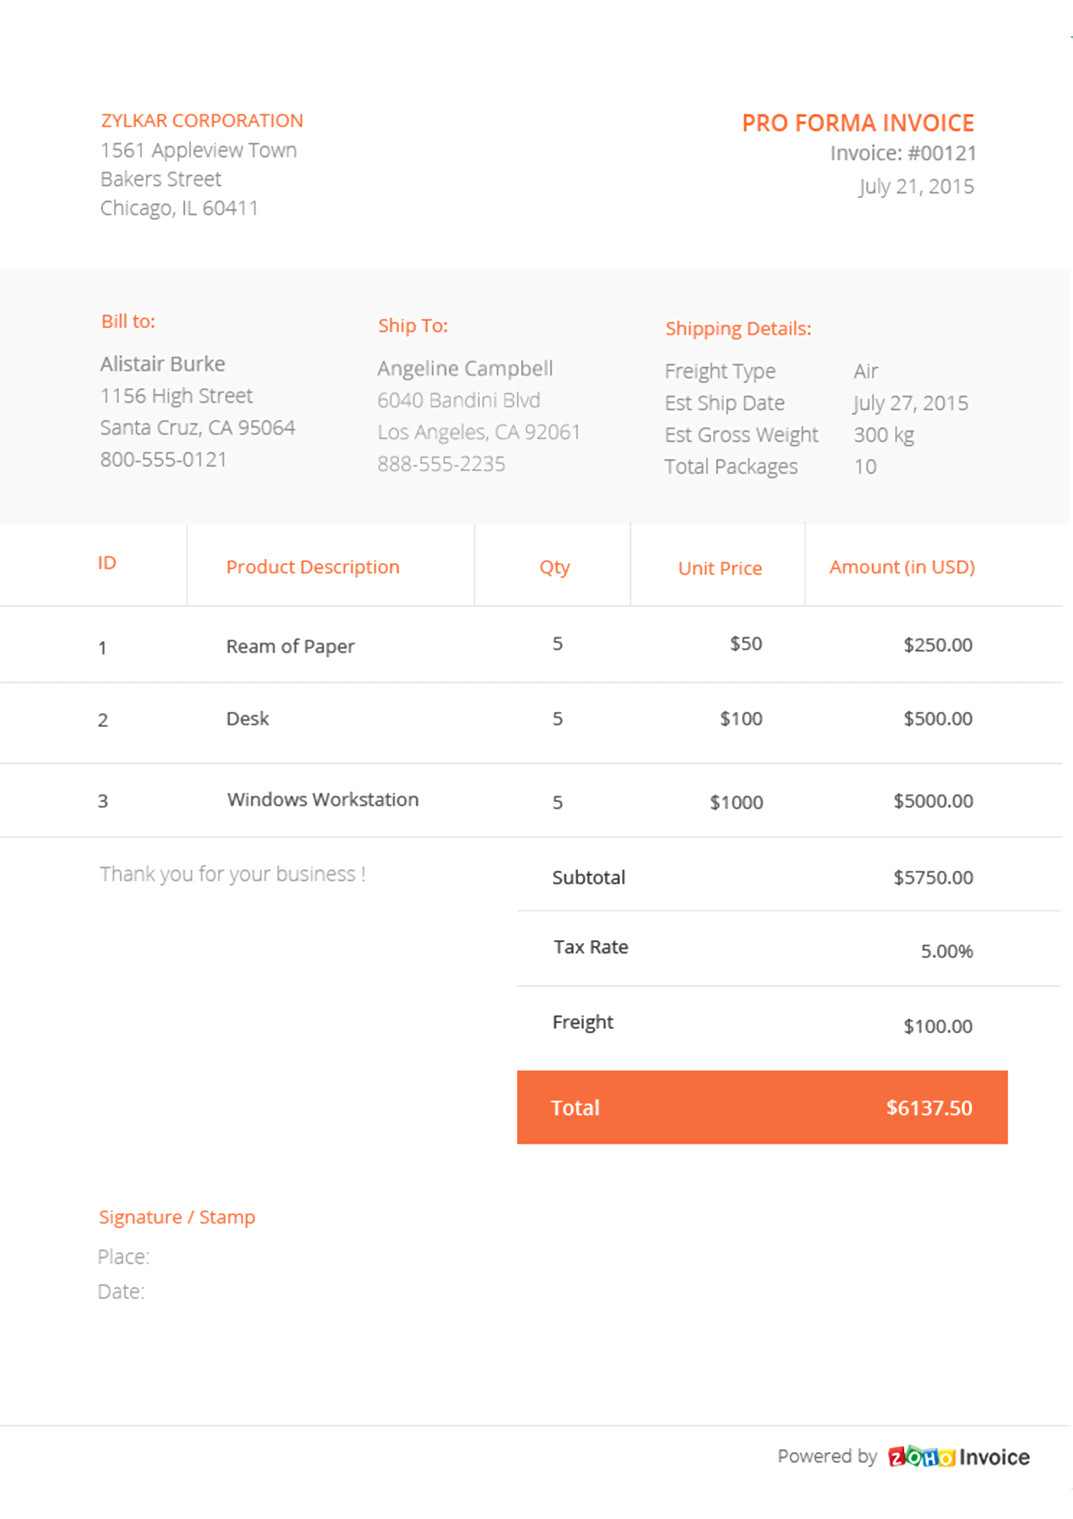 ZYLKAR CORPORATION
1561 Appleview Town
Bakers Street
Chicago, IL 60411
PRO FORMA INVOICE
Invoice: #00121
July 21, 2015
Bill to:
Alistair Burke
1156 High Street
Santa Cruz, CA 95064
800-555-0121
Ship To:
Angeline Campbell
6040 Bandini Blvd
Los Angeles, CA 92061
888-555-2235
Shipping Details:
Freight Type Air
Est Ship Date July 27, 2015
Est Gross Weight 300 kg
Total Packages 10
ID Product Description Qty Unit Price Amount (in USD)
1 Ream of Paper 5 $50 $250.00
2 Desk 5 $100 $500.00
3 Windows Workstation 5 $1000 $5000.00
Thank you for your business !
Subtotal $5750.00
Tax Rate 5.00%
Freight $100.00
Total $6137.50
Signature / Stamp
Place:
Date:
Powered by ZOHO Invoice